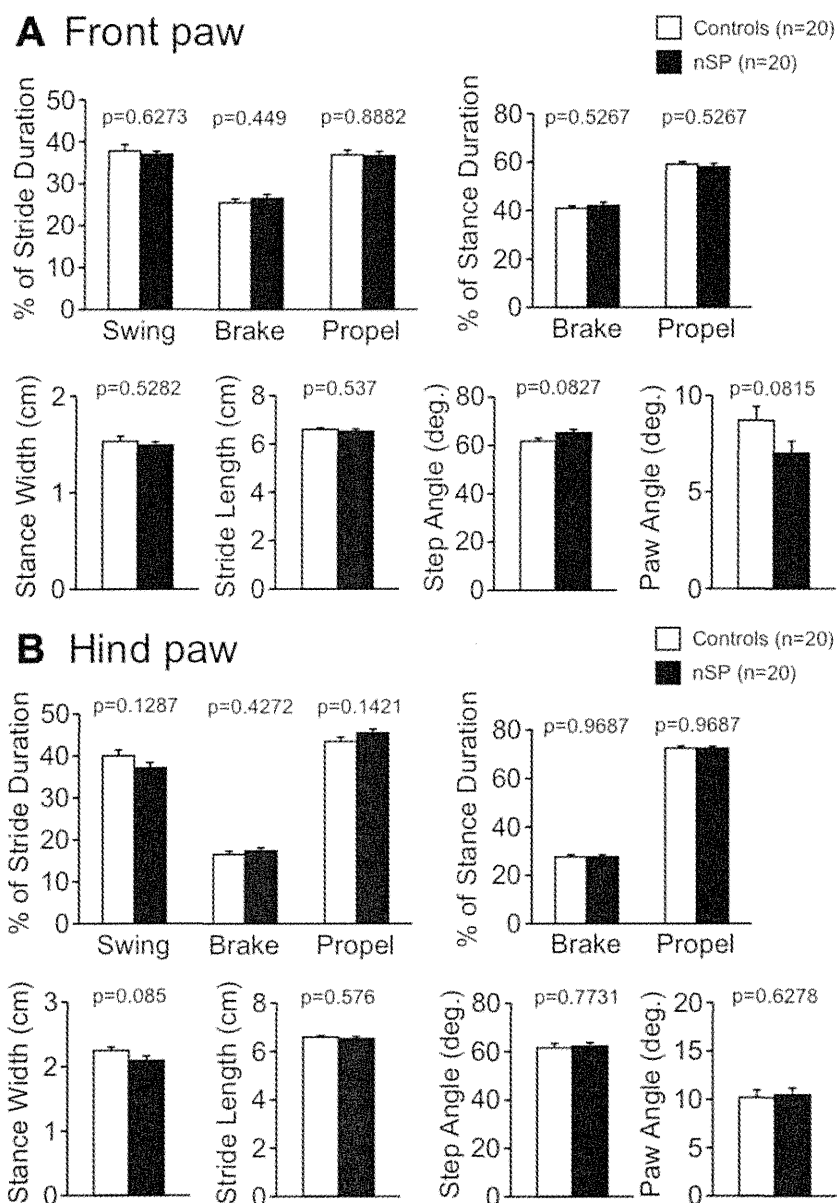 A Front paw
Controls (n=20)
nSP (n=20)
% of Stride Duration
50
40
30
20
10
0
p=0.6273
p=0.449
p=0.8882
Swing
Brake
Propel
% of Stance Duration
80
60
40
20
0
p=0.5267
p=0.5267
Brake
Propel
Stance Width (cm)
2
1
0
p=0.5282
Stride Length (cm)
8
6
4
2
0
p=0.537
Step Angle (deg.)
80
60
40
20
0
p=0.0827
Paw Angle (deg.)
10
5
0
p=0.0815
B Hind paw
Controls (n=20)
nSP (n=20)
% of Stride Duration
50
40
30
20
10
0
p=0.1287
p=0.4272
p=0.1421
Swing
Brake
Propel
% of Stance Duration
80
60
40
20
0
p=0.9687
p=0.9687
Brake
Propel
Stance Width (cm)
3
2
1
0
p=0.085
Stride Length (cm)
8
6
4
2
0
p=0.576
Step Angle (deg.)
80
60
40
20
0
p=0.7731
Paw Angle (deg.)
20
15
10
5
0
p=0.6278